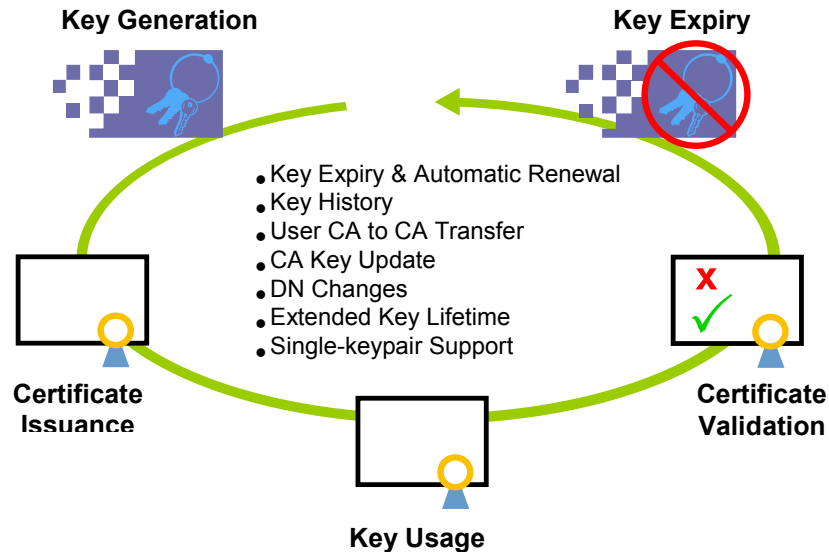 Key Generation
Key Expiry
• Key Expiry & Automatic Renewal
• Key History
• User CA to CA Transfer
• CA Key Update
• DN Changes
• Extended Key Lifetime
• Single-keypair Support
X
✓
Certificate
Issuance
Certificate
Validation
Key Usage